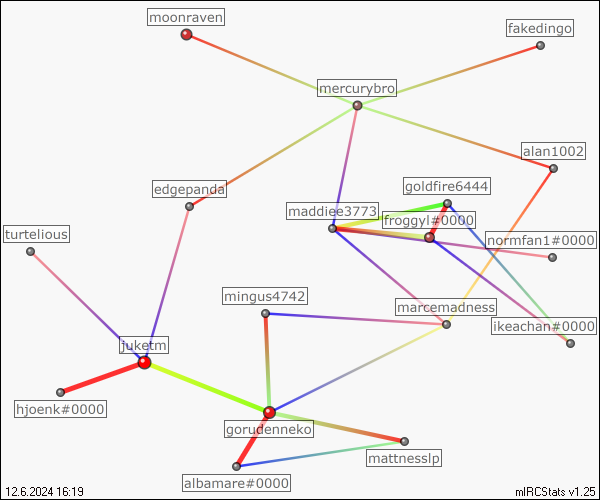 moonraven
fakedingo
mercurybro
alan1002
edgepanda
goldfire6444
maddiee3773
froggyl#0000
turtelious
normfan1#0000
mingus4742
marcemadness
ikeachan#0000
juketm
hjoenk#0000
gorudenneko
mattnesslp
albamare#0000
12.6.2024 16:19
mIRCStats v1.25